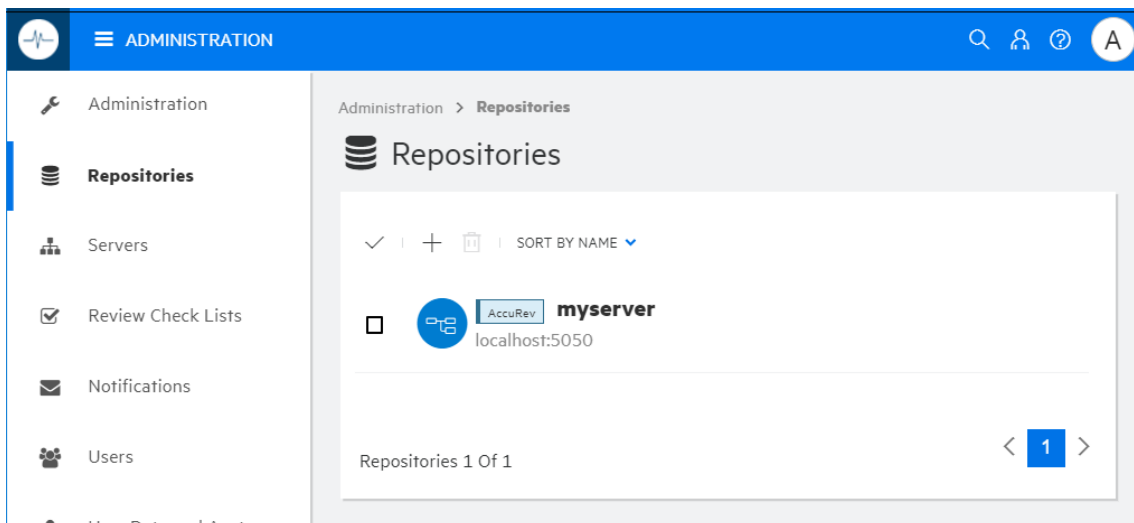 ADMINISTRATION
A
Administration
Repositories
Servers
Review Check Lists
Notifications
Users
Administration > Repositories
Repositories
SORT BY NAME
AccuRev myserver
localhost:5050
Repositories 1 Of 1
< 1 >